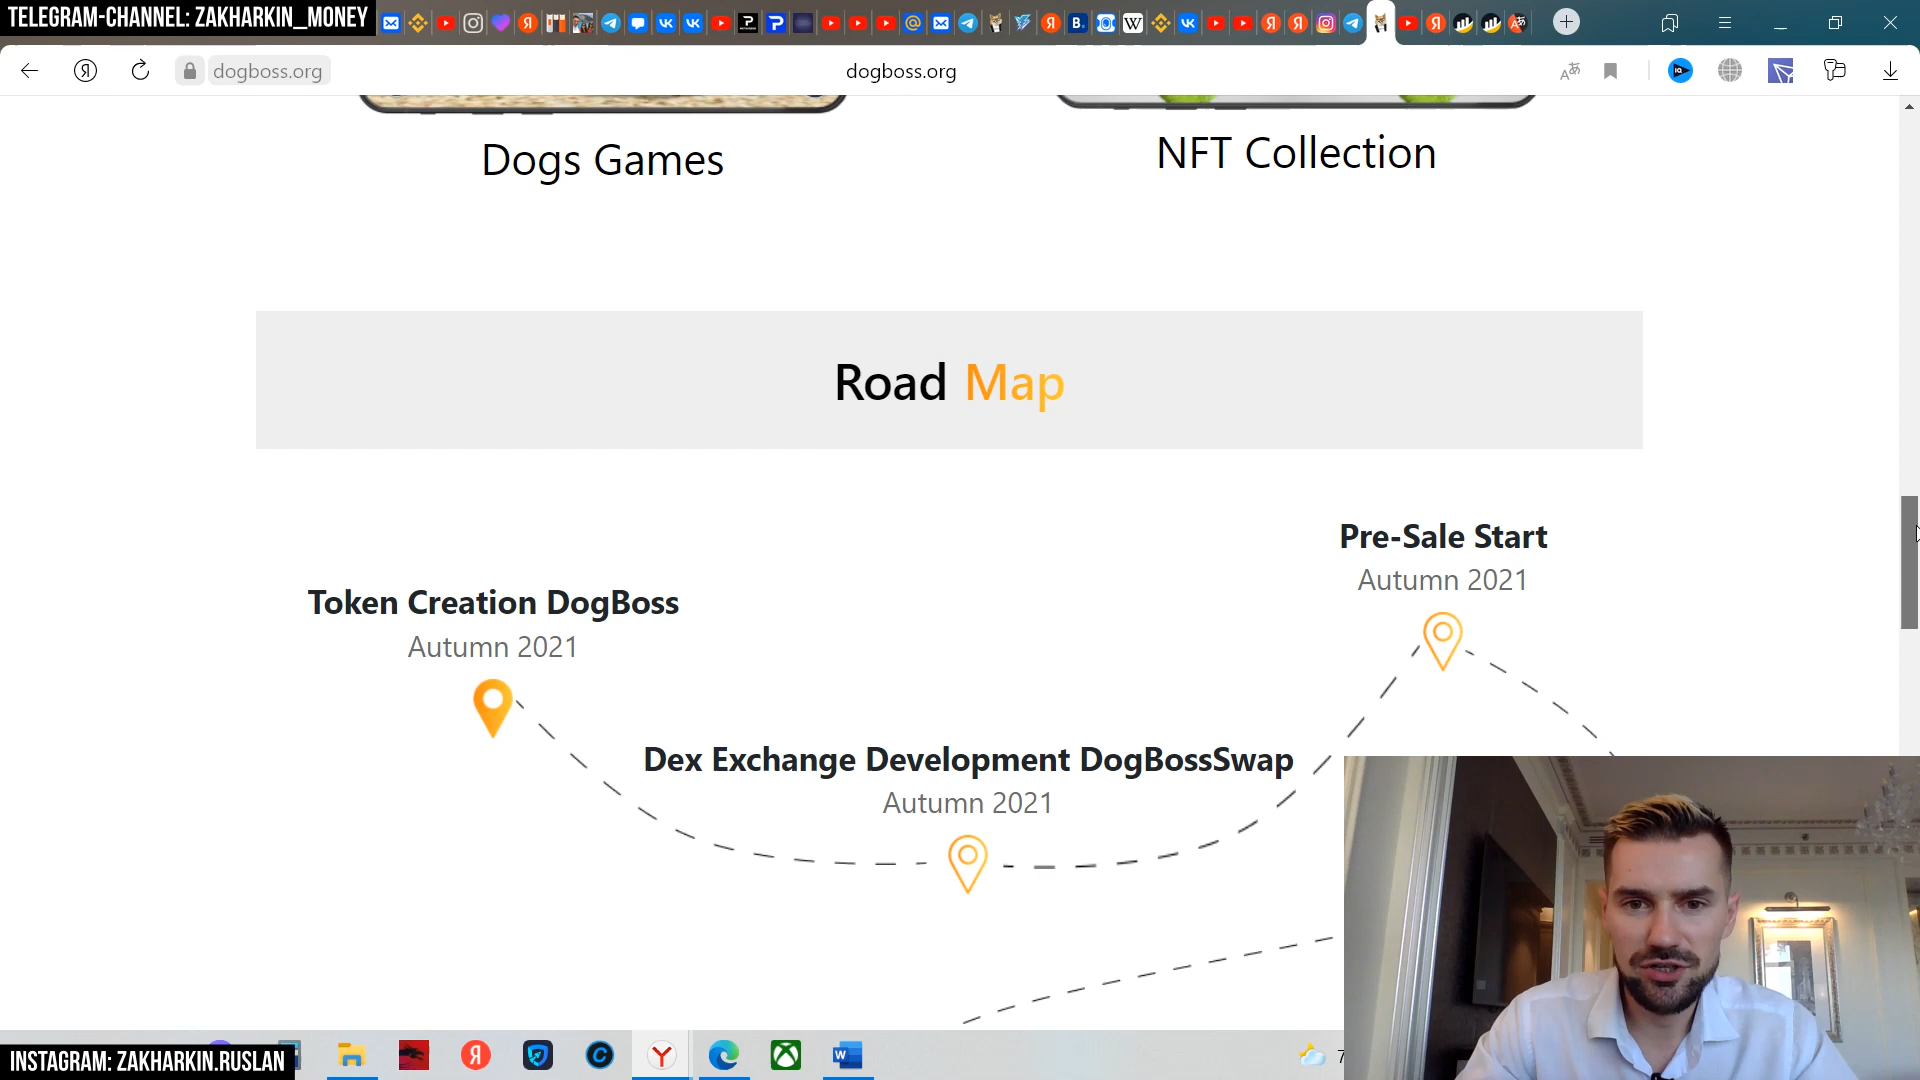 TELEGRAM-CHANNEL: ZAKHARKIN_MONEY
dogboss.org
dogboss.org
Dogs Games
NFT Collection
Road Map
Pre-Sale Start
Autumn 2021
Token Creation DogBoss
Autumn 2021
Dex Exchange Development DogBossSwap
Autumn 2021
INSTAGRAM: ZAKHARKIN.RUSLAN